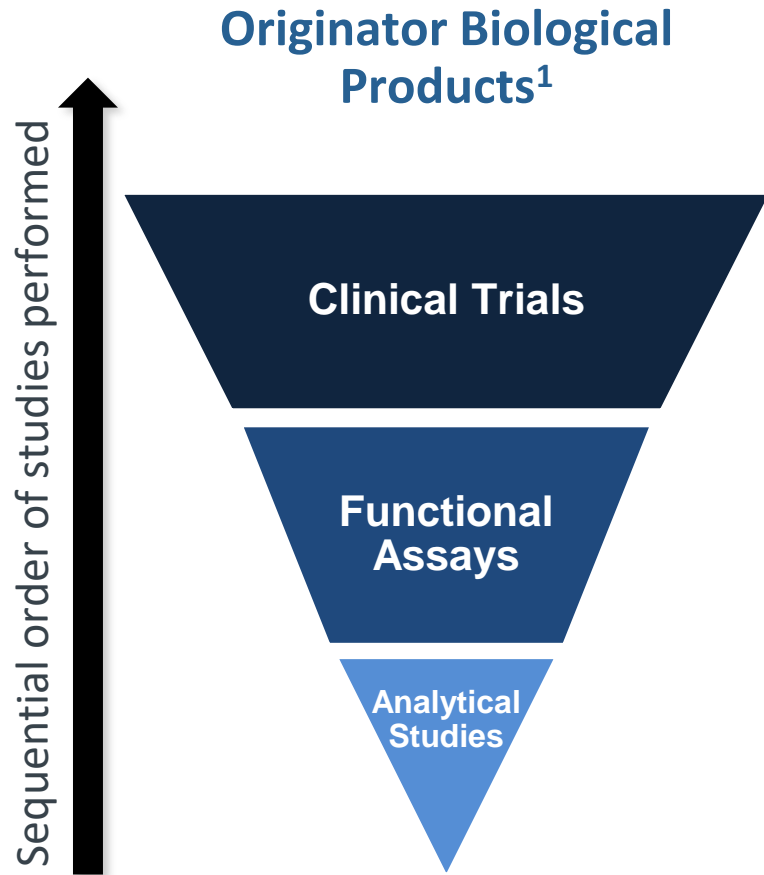 Originator Biological
Products¹
Sequential order of studies performed
Clinical Trials
Functional
Assays
Analytical
Studies